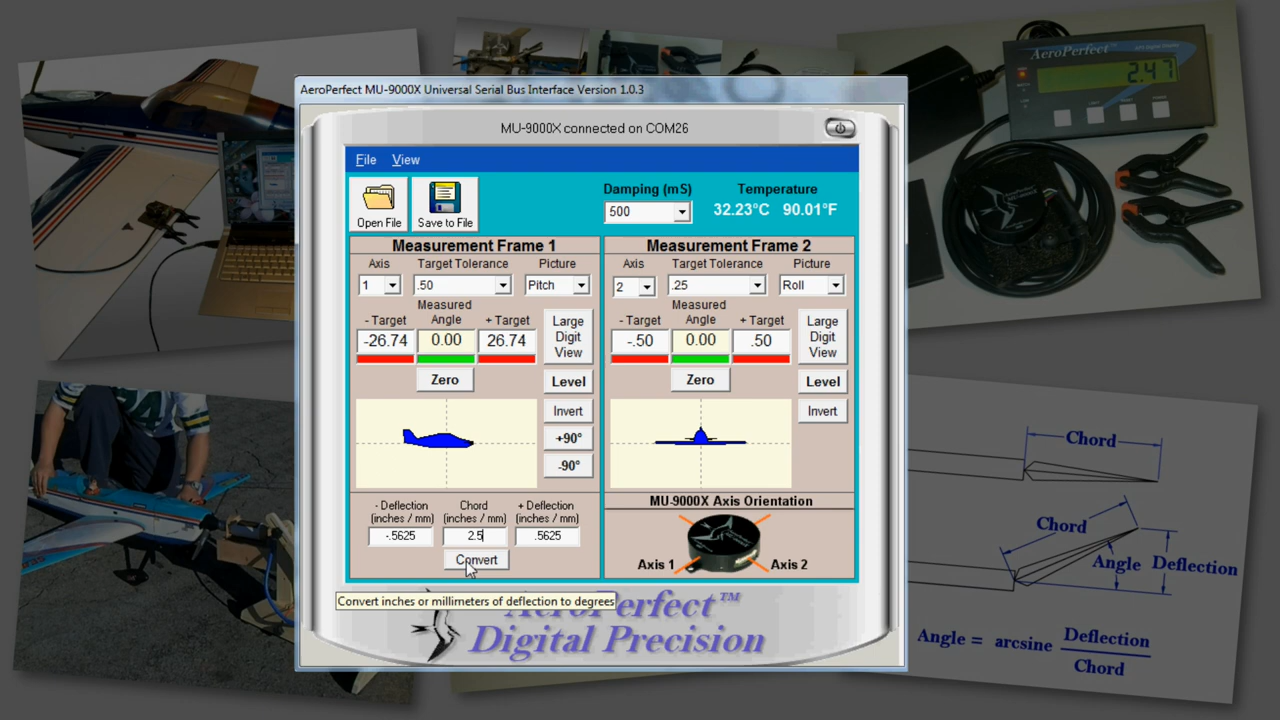 AeroPerfect MU-9000X Universal Serial Bus Interface Version 1.0.3
MU-9000X connected on COM26
File View
Open File
Save to File
Damping (mS)
500
Temperature
32.23°C 90.01°F
Measurement Frame 1
Axis Target Tolerance Picture
1 .50 Pitch
- Target
Measured
Angle
+ Target
-26.74 0.00 26.74
Zero
Large
Digit
View
Level
Invert
+90°
-90°
- Deflection
(inches / mm)
Chord
(inches / mm)
+ Deflection
(inches / mm)
-.5625 2.5 .5625
Convert
Convert inches or millimeters of deflection to degrees
Measurement Frame 2
Axis Target Tolerance Picture
2 .25 Roll
- Target
Measured
Angle
+ Target
-.50 0.00 .50
Zero
Large
Digit
View
Level
Invert
MU-9000X Axis Orientation
Axis 1
Axis 2
AeroPerfect™
Digital Precision
AeroPerfect™
2.47
Chord
Chord
Angle
Deflection
Angle = arcsine Deflection
Chord